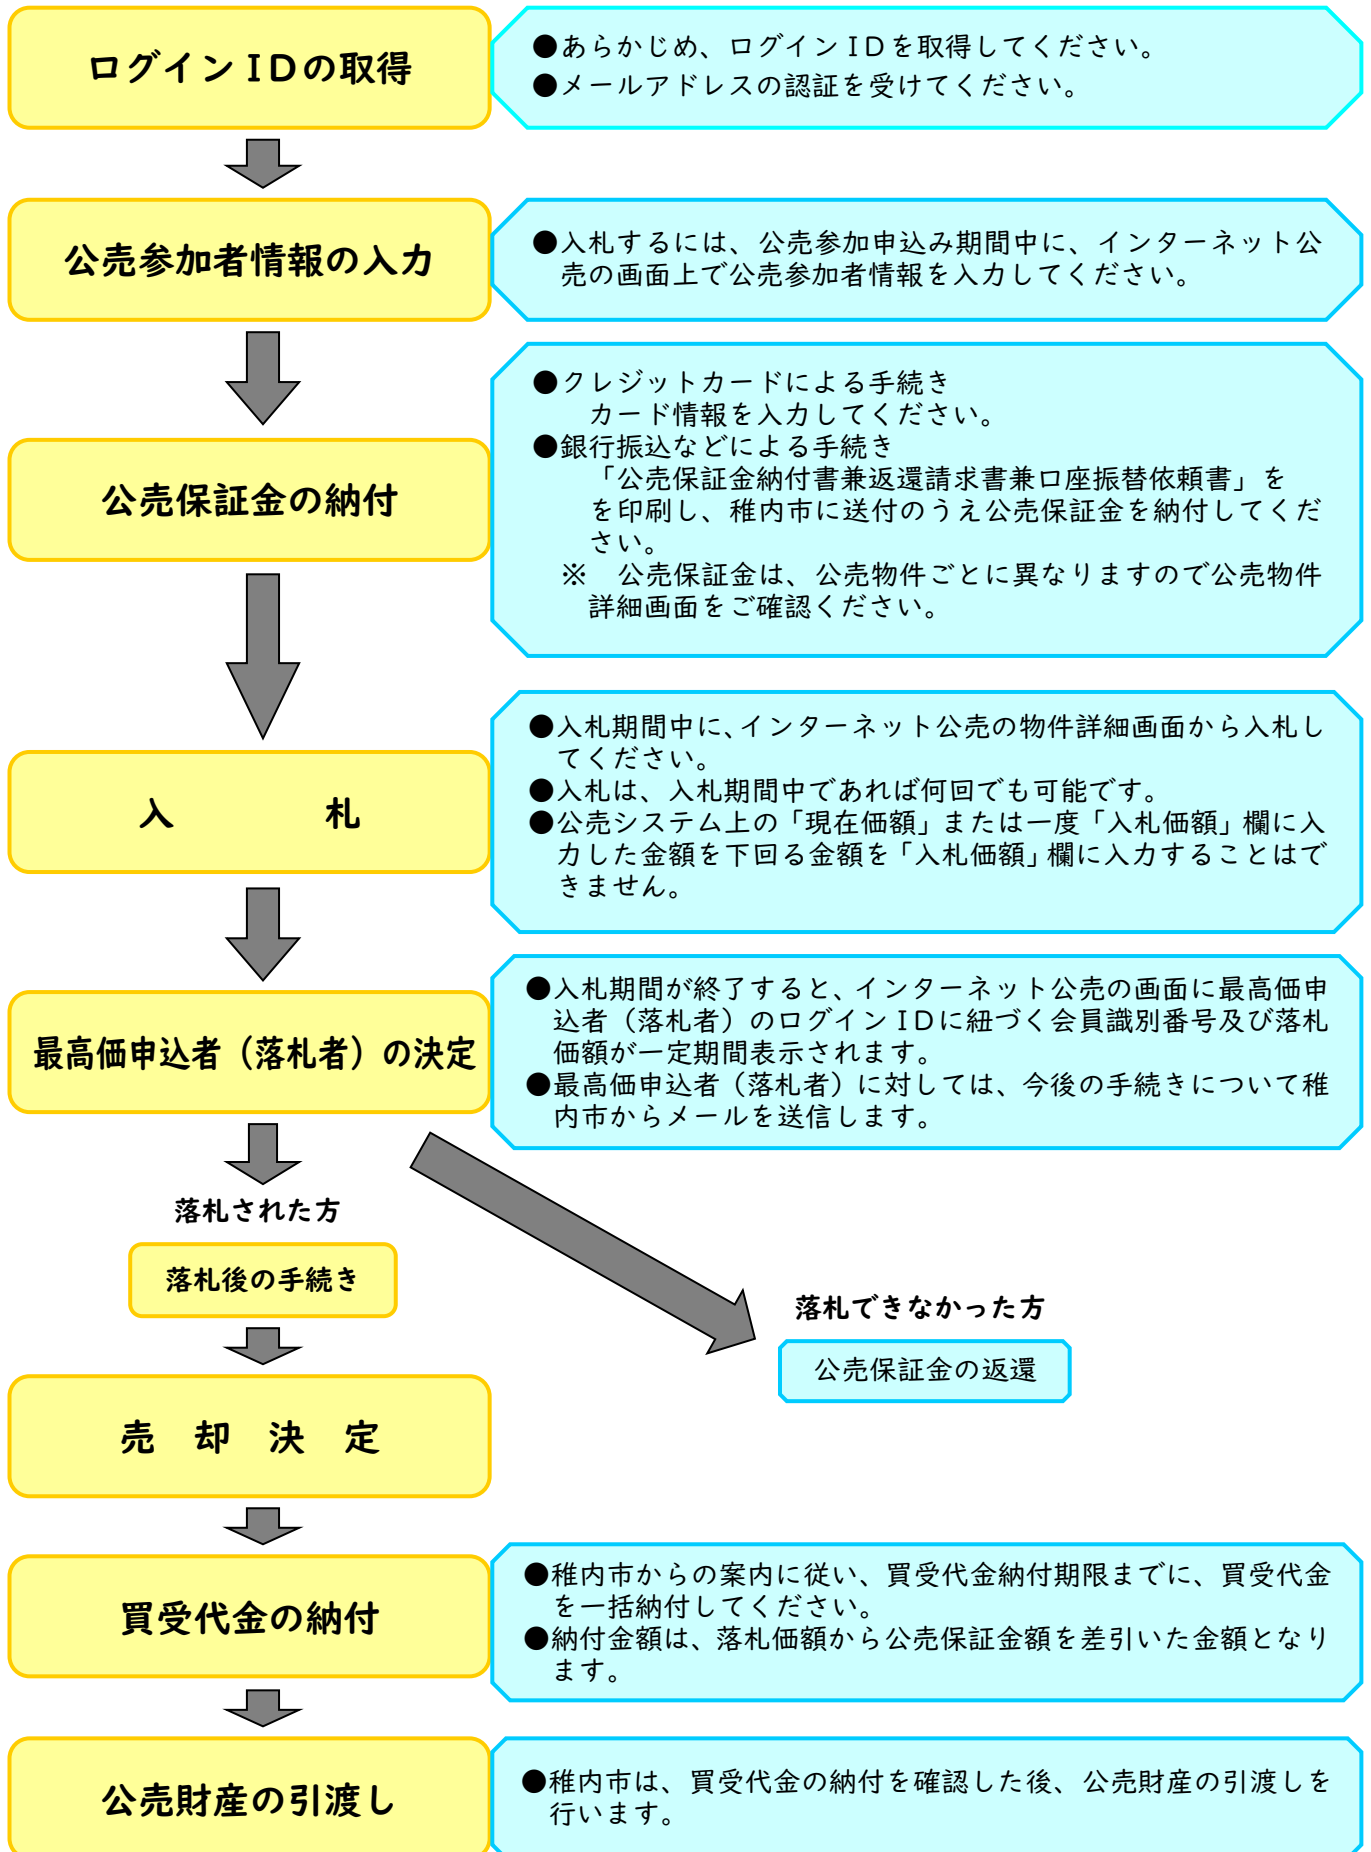 ログインIDの取得
●あらかじめ、ログインIDを取得してください。
●メールアドレスの認証を受けてください。
公売参加者情報の入力
●入札するには、公売参加申込み期間中に、インターネット公
売の画面上で公売参加者情報を入力してください。
公売保証金の納付
●クレジットカードによる手続き
カード情報を入力してください。
●銀行振込などによる手続き
「公売保証金納付書兼返還請求書兼口座振替依頼書」を
を印刷し、稚内市に送付のうえ公売保証金を納付してくだ
さい。
※　公売保証金は、公売物件ごとに異なりますので公売物件
詳細画面をご確認ください。
入　　　　札
●入札期間中に、インターネット公売の物件詳細画面から入札し
てください。
●入札は、入札期間中であれば何回でも可能です。
●公売システム上の「現在価額」または一度「入札価額」欄に入
力した金額を下回る金額を「入札価額」欄に入力することはで
きません。
最高価申込者（落札者）の決定
●入札期間が終了すると、インターネット公売の画面に最高価申
込者（落札者）のログインIDに紐づく会員識別番号及び落札
価額が一定期間表示されます。
●最高価申込者（落札者）に対しては、今後の手続きについて稚
内市からメールを送信します。
落札された方
落札後の手続き
落札できなかった方
公売保証金の返還
売　却　決　定
買受代金の納付
●稚内市からの案内に従い、買受代金納付期限までに、買受代金
を一括納付してください。
●納付金額は、落札価額から公売保証金額を差引いた金額となり
ます。
公売財産の引渡し
●稚内市は、買受代金の納付を確認した後、公売財産の引渡しを
行います。